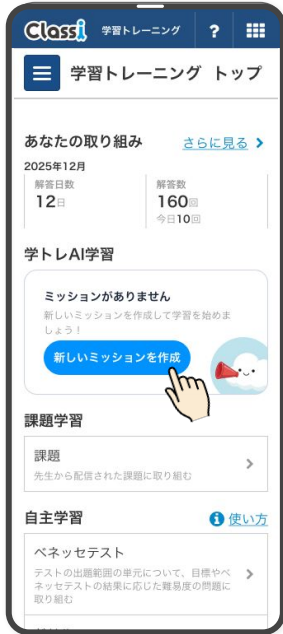 Classi 学習トレーニング ?
学習トレーニング トップ
あなたの取り組み さらに見る
2025年12月
解答日数 解答数
12日 160回
今日10回
学トレAI学習
ミッションがありません
新しいミッションを作成して学習を始めま
しょう!
新しいミッションを作成
課題学習
課題
先生から配信された課題に取り組む
自主学習 使い方
ベネッセテスト
テストの出題範囲の単元について、目標やベ
ネッセテストの結果に応じた難易度の問題に
取り組む